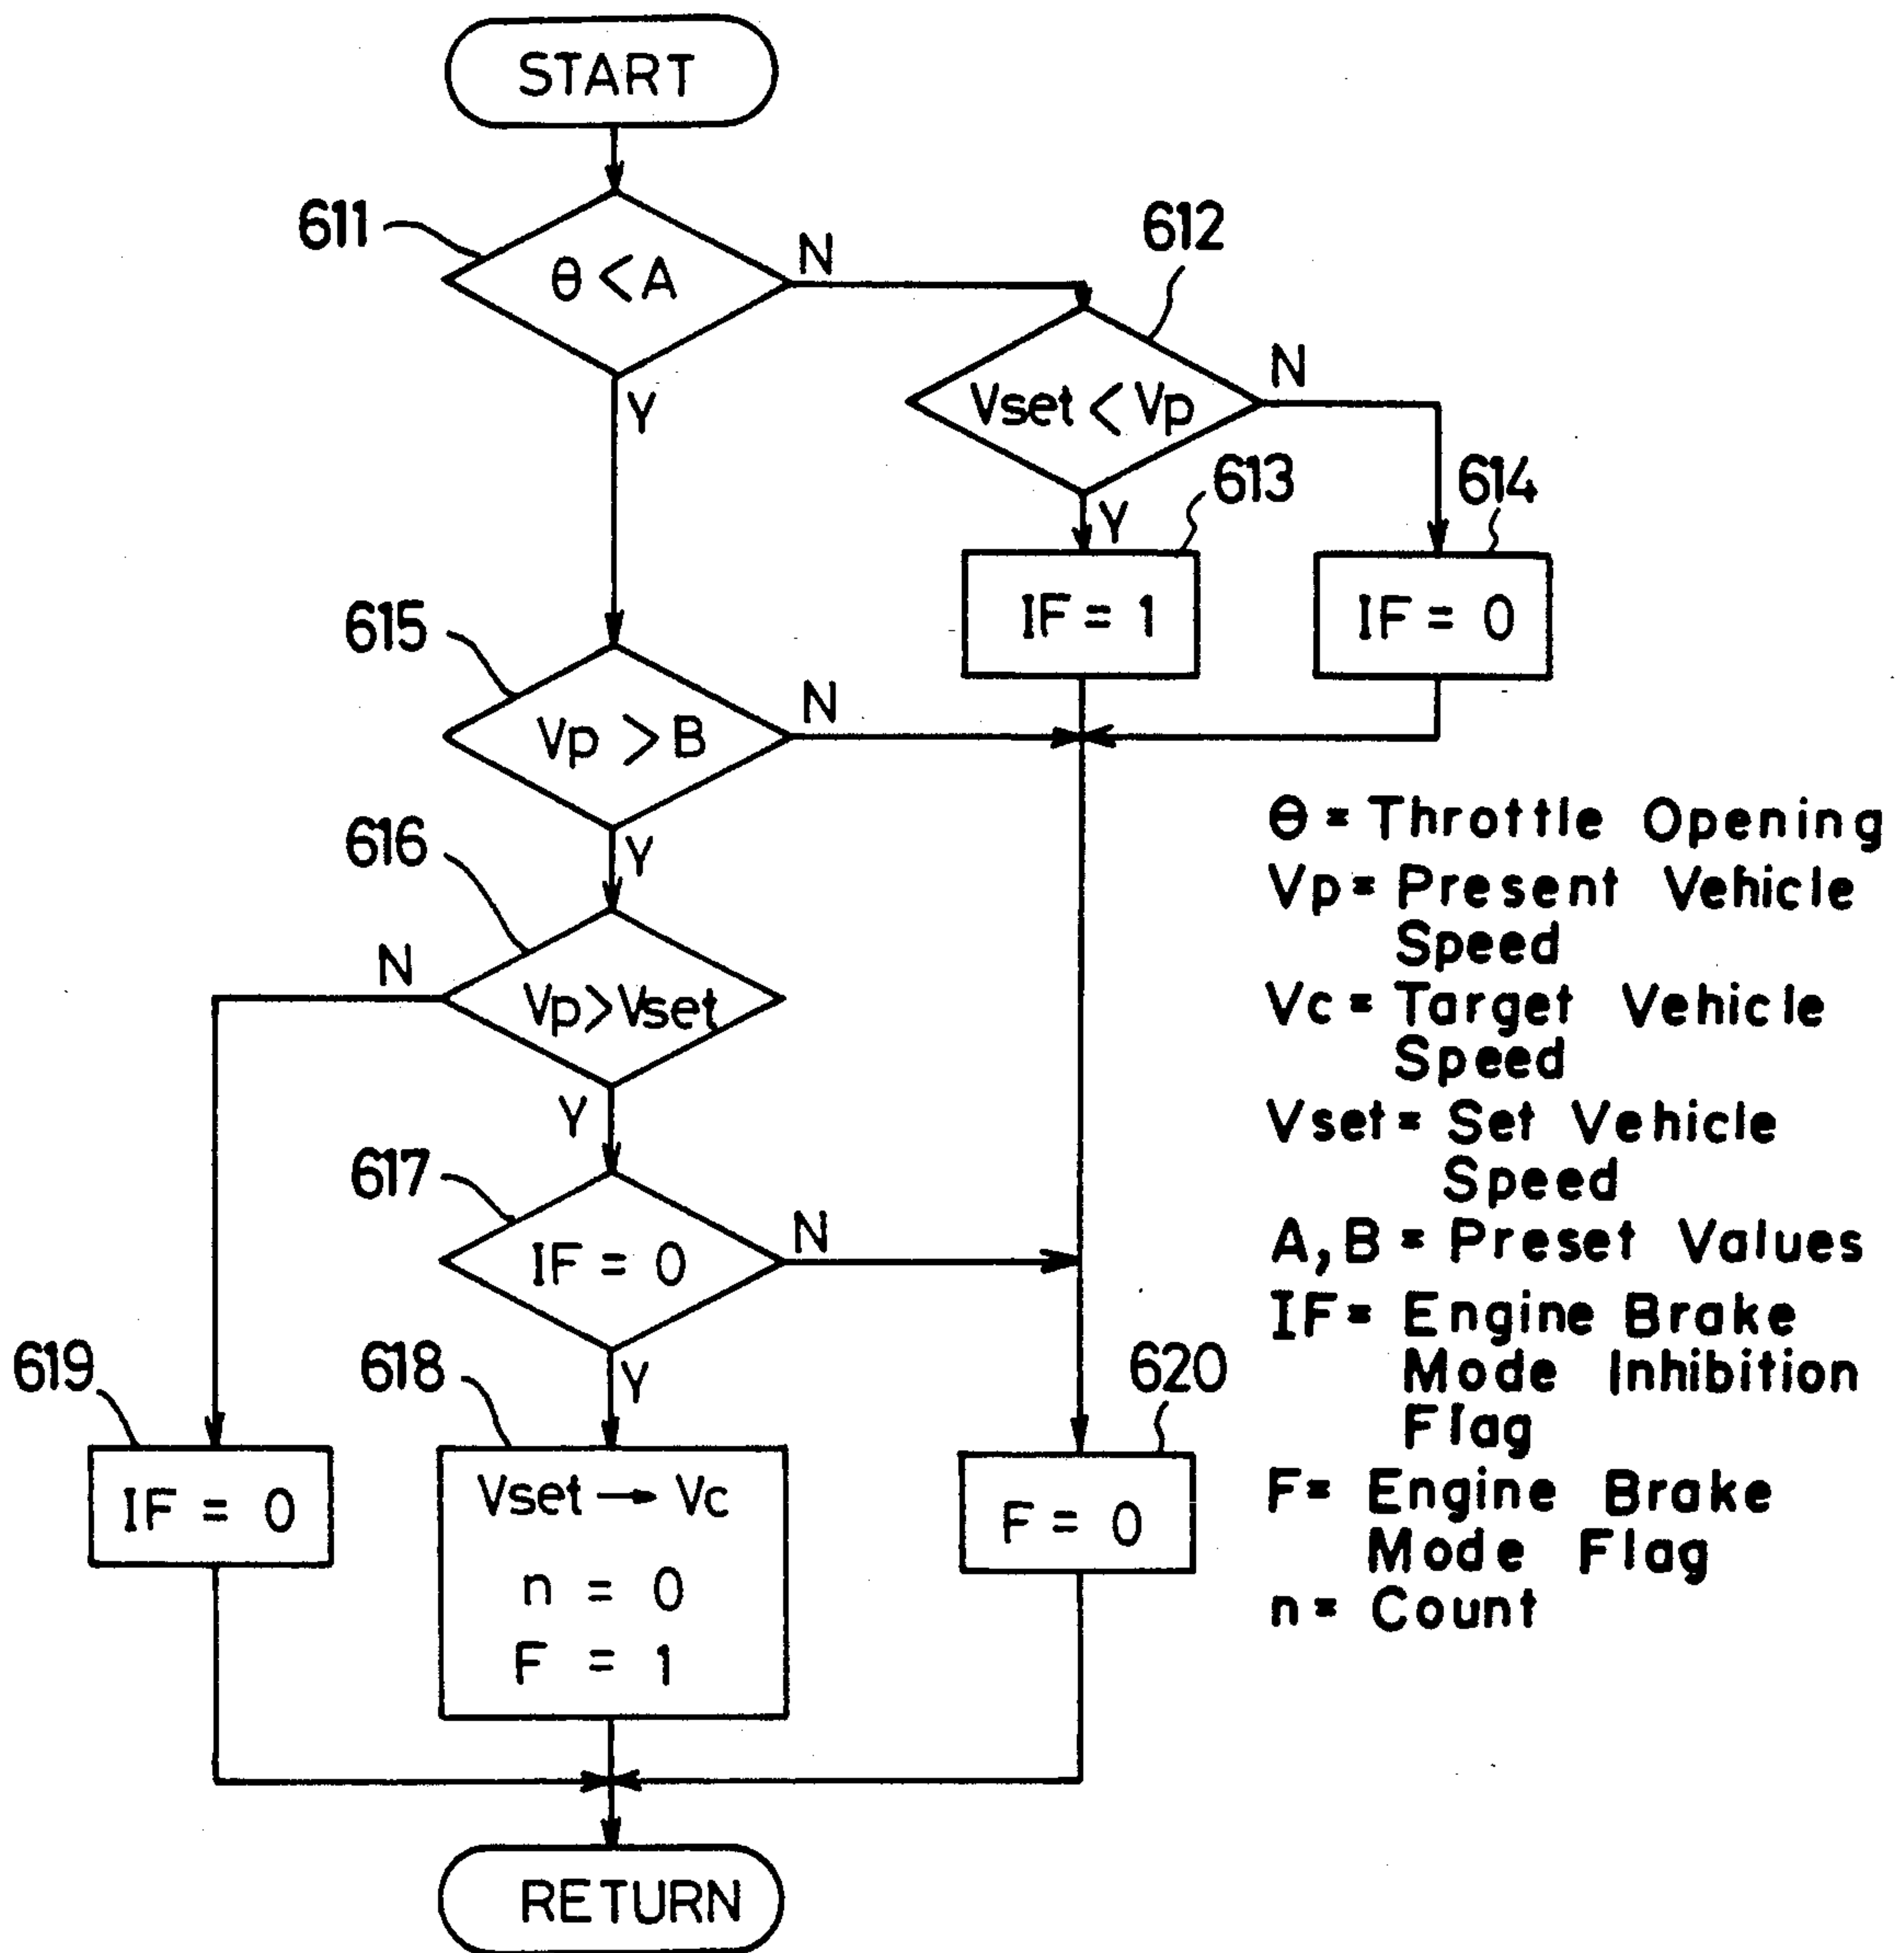 START
611
θ < A
N
612
Y
Vset < Vp
N
Y
613
614
IF = 1
IF = 0
615
Vp > B
N
Y
616
N
Vp > Vset
Y
617
IF = 0
N
Y
619
618
620
IF = 0
Vset → Vc
n = 0
F = 1
F = 0
RETURN
θ = Throttle Opening
Vp = Present Vehicle
Speed
Vc = Target Vehicle
Speed
Vset = Set Vehicle
Speed
A, B = Preset Values
IF = Engine Brake
Mode Inhibition
Flag
F = Engine Brake
Mode Flag
n = Count